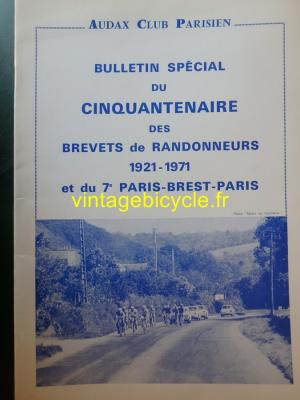 AUDAX CLUB PARISIEN
BULLETIN SPÉCIAL
DU
CINQUANTENAIRE
DES
BREVETS de RANDONNEURS
1921-1971
et du 7e PARIS-BREST-PARIS
vintagebicycle.fr